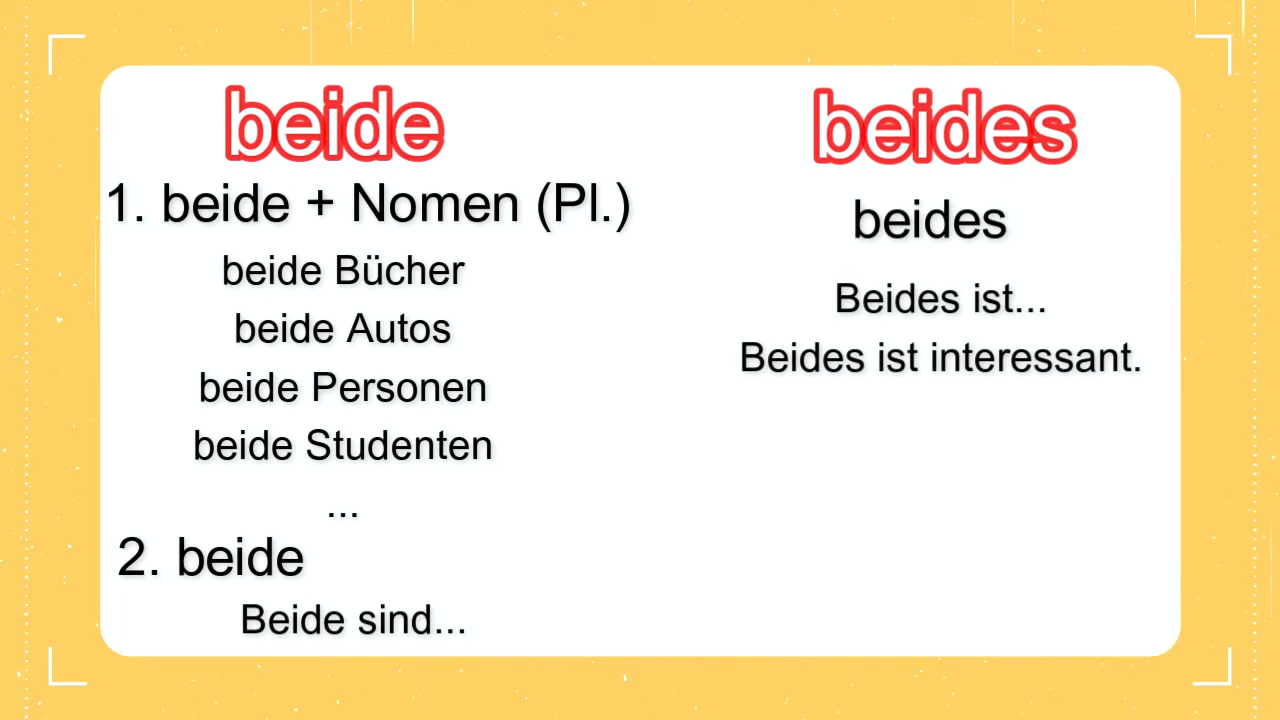 beide
1. beide + Nomen (Pl.)
beide Bücher
beide Autos
beide Personen
beide Studenten
...
2. beide
Beide sind...
beides
beides
Beides ist...
Beides ist interessant.